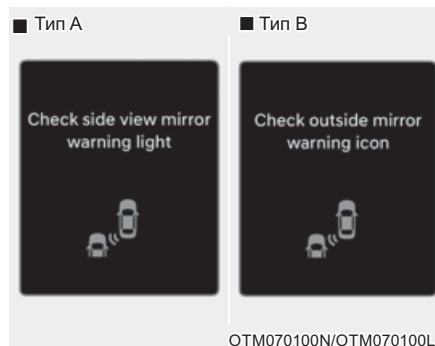 ■ Тип A
■ Тип B
Check side view mirror
warning light
Check outside mirror
warning icon
OTM070100N/OTM070100L